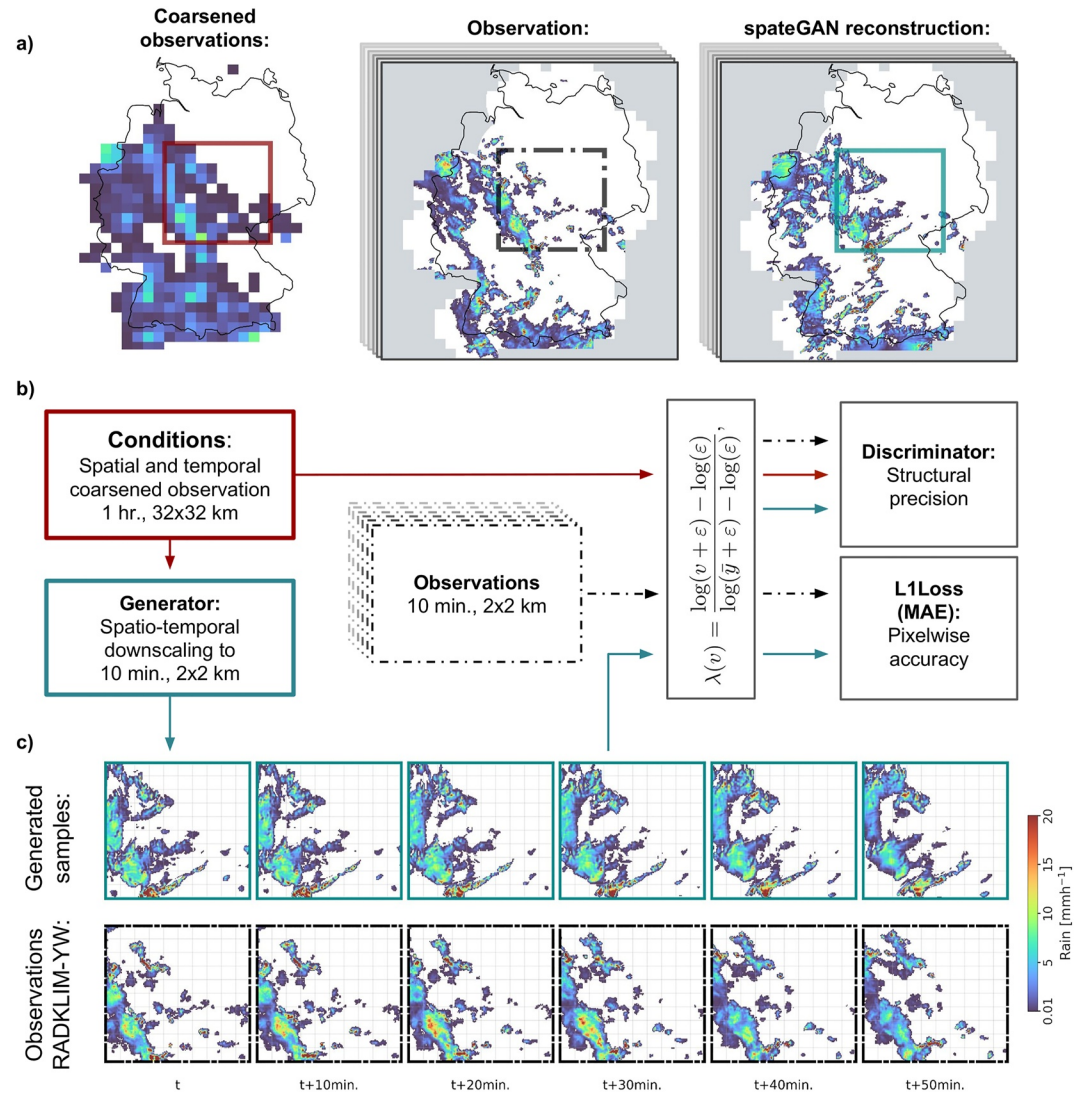 a)
Coarsened
observations:
Observation:
spateGAN reconstruction:
b)
Conditions:
Spatial and temporal
coarsened observation
1 hr., 32x32 km
Generator:
Spatio-temporal
downscaling to
10 min., 2x2 km
Observations
10 min., 2x2 km
λ(v) = log(v + ε) − log(ε) / log(ȳ + ε) − log(ε) ,
Discriminator:
Structural
precision
L1Loss
(MAE):
Pixelwise
accuracy
c)
Generated
samples:
Observations
RADKLIM-YW:
t
t+10min.
t+20min.
t+30min.
t+40min.
t+50min.
20
15
10
5
0.01
Rain [mmh⁻¹]